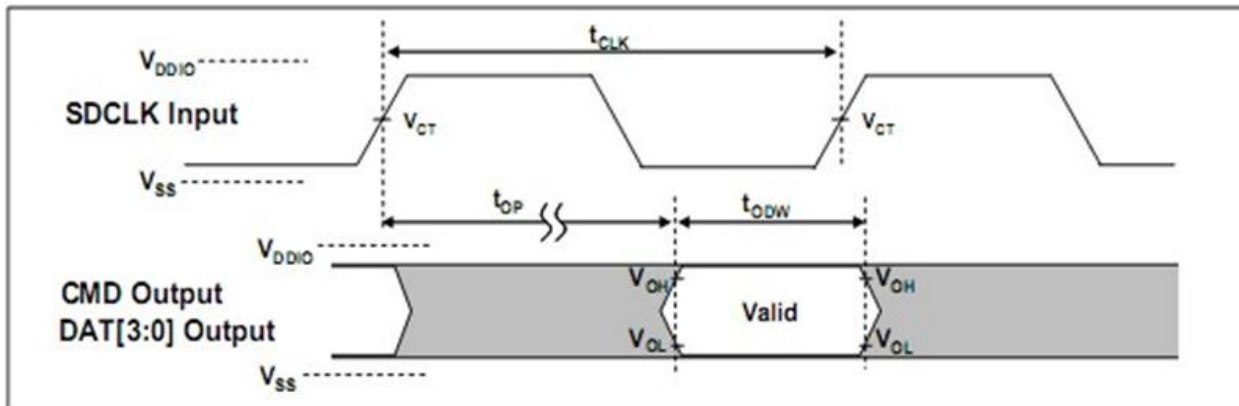 t_CLK
V_DDIO
SDCLK Input
V_CT V_CT
V_SS
t_OP t_ODW
V_DDIO
CMD Output
DAT[3:0] Output
V_OH V_OH
Valid
V_OL V_OL
V_SS